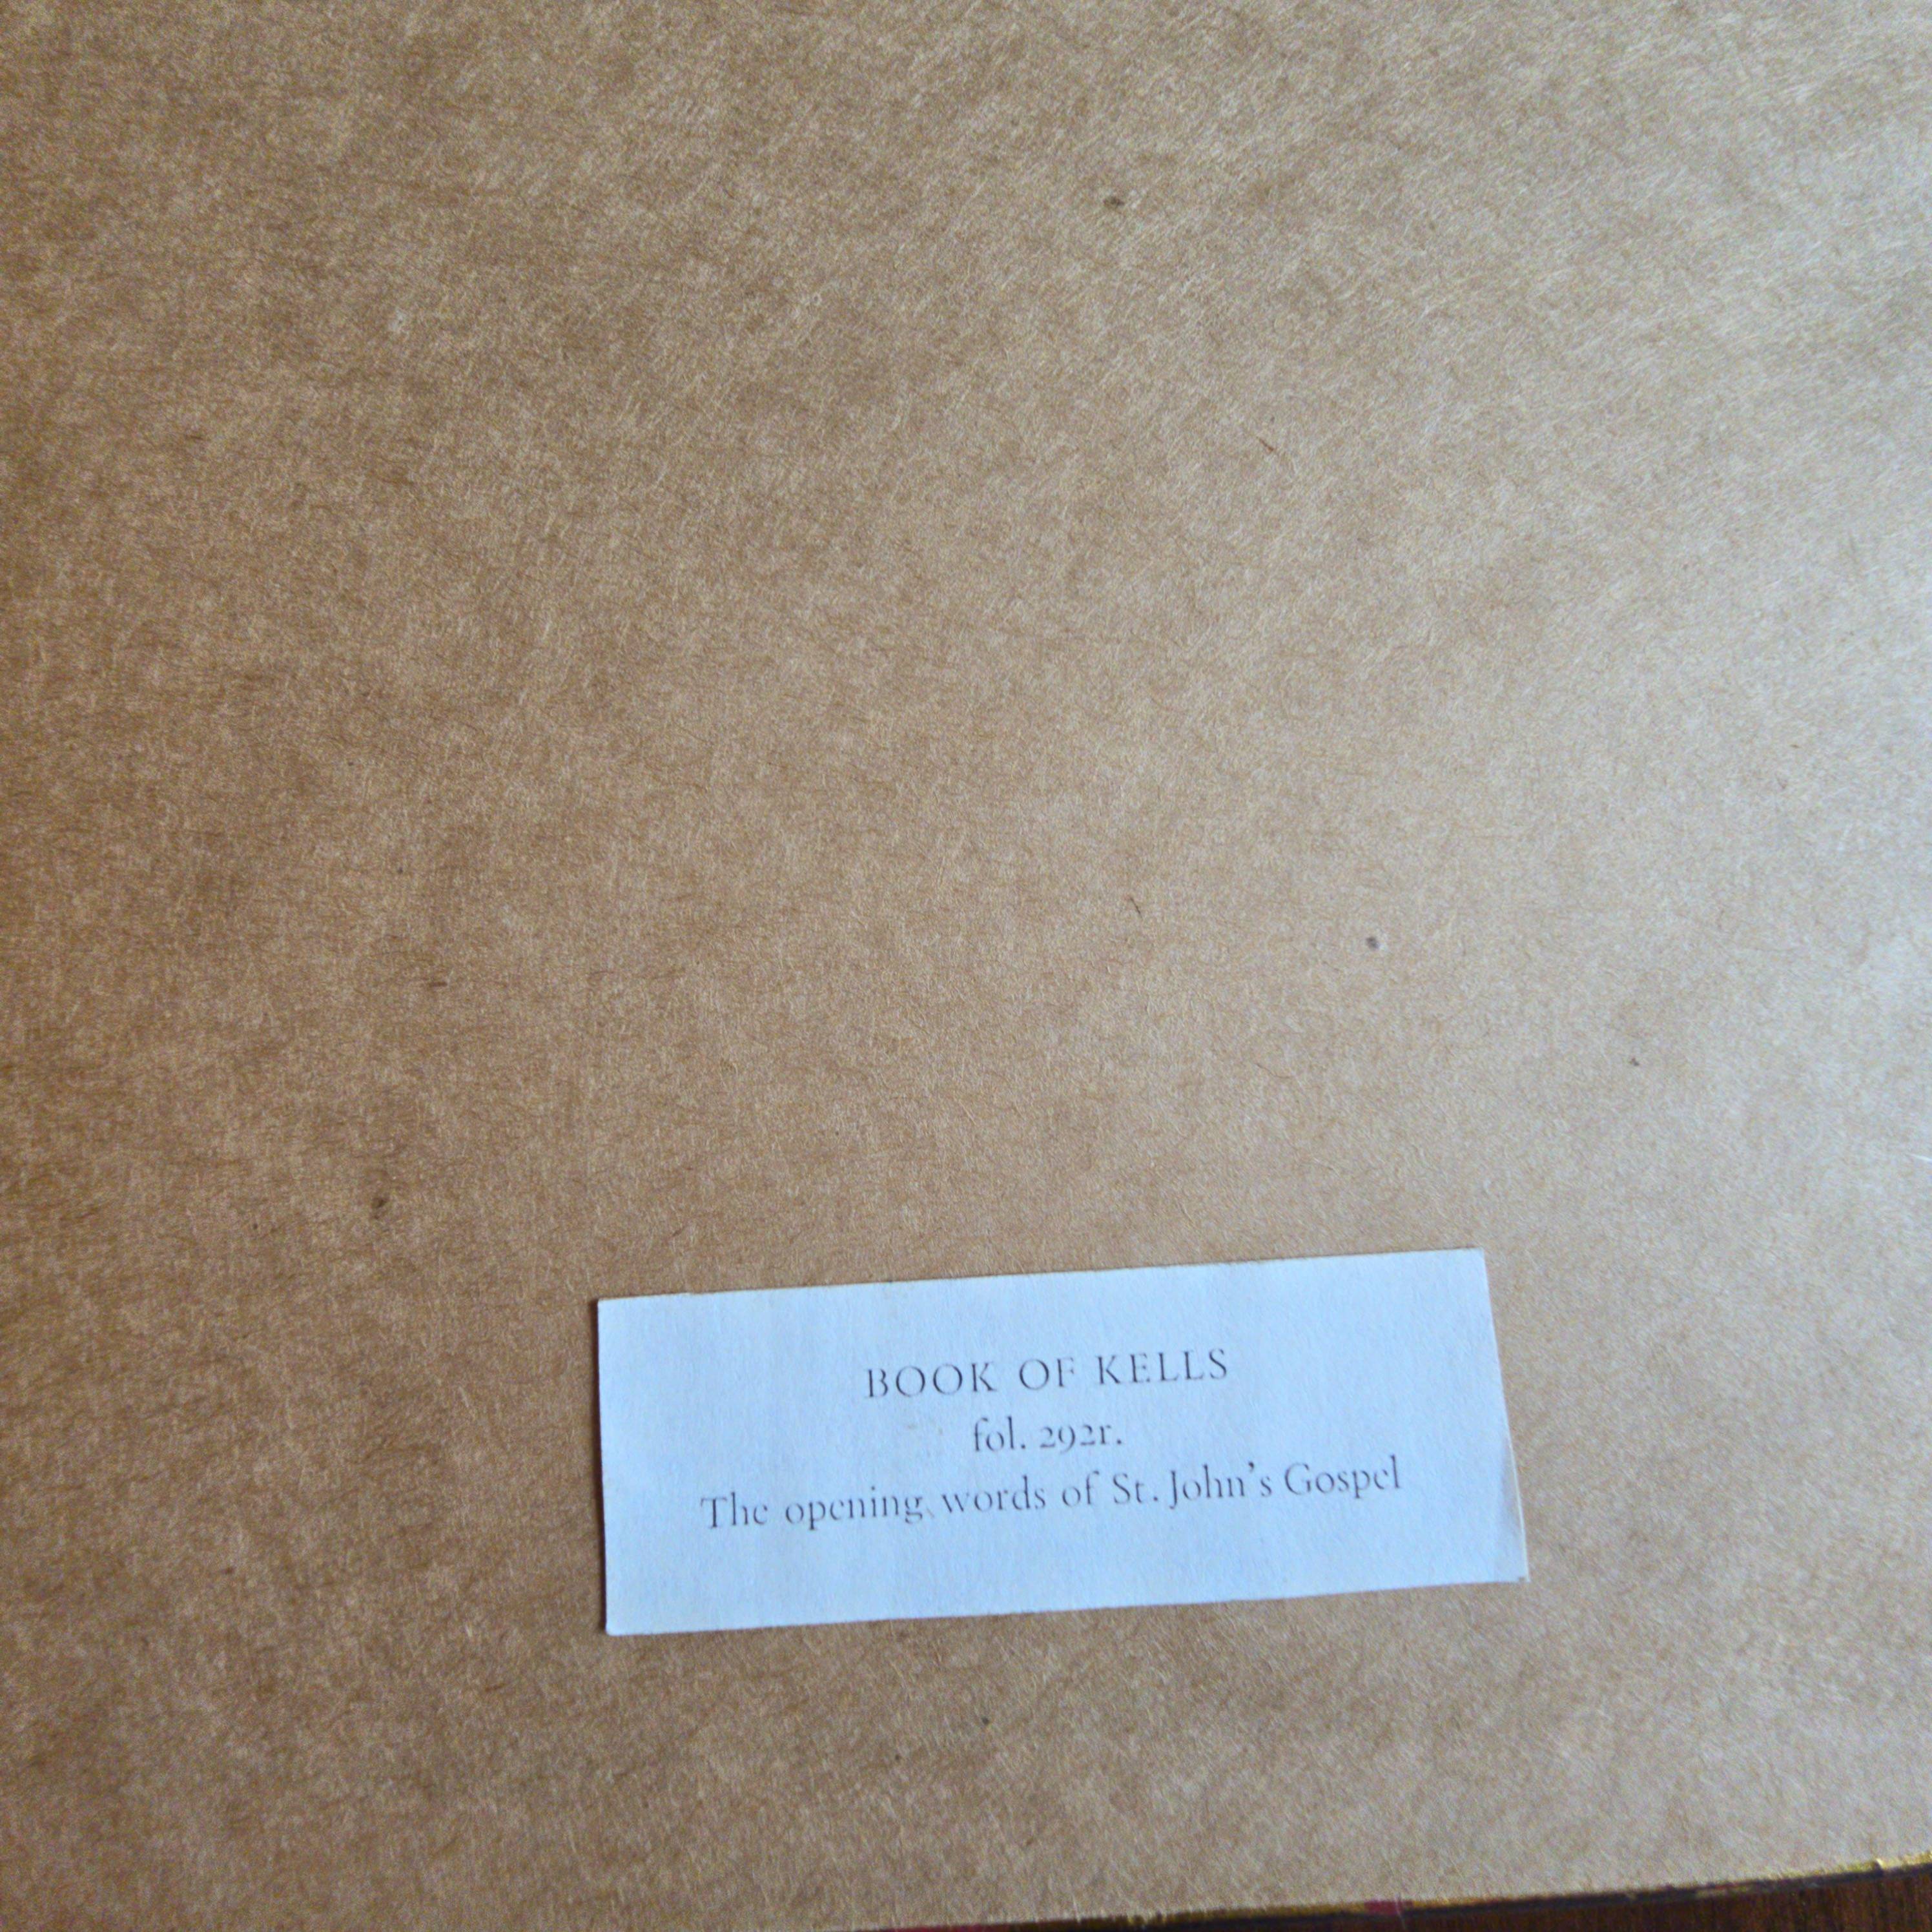 BOOK OF KELLS
fol. 292r.
The opening words of St. John's Gospel